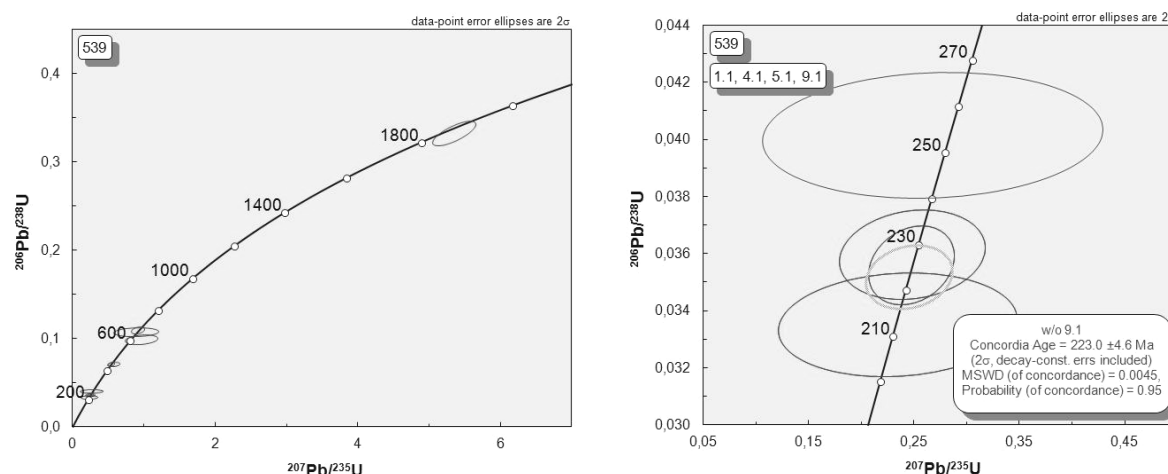 data-point error ellipses are 2σ
539
0,4
0,3
0,2
0,1
0,0
²⁰⁶Pb/²³⁸U
1800
1400
1000
600
200
0
2
4
6
²⁰⁷Pb/²³⁵U
data-point error ellipses are 2
539
1.1, 4.1, 5.1, 9.1
0,044
0,042
0,040
0,038
0,036
0,034
0,032
0,030
²⁰⁶Pb/²³⁸U
270
250
230
210
w/o 9.1
Concordia Age = 223.0 ±4.6 Ma
(2σ, decay-const. errs included)
MSWD (of concordance) = 0.0045,
Probability (of concordance) = 0.95
0,05
0,15
0,25
0,35
0,45
²⁰⁷Pb/²³⁵U